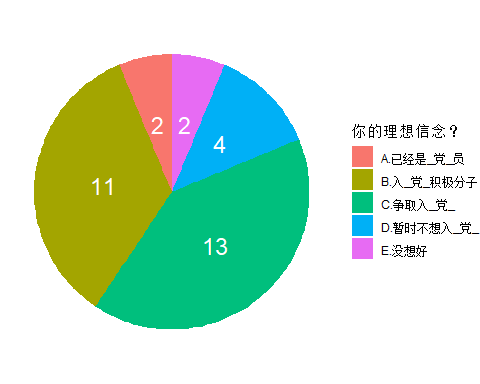 2
2
4
11
13
你的理想信念？
A.已经是_党_员
B.入_党_积极分子
C.争取入_党_
D.暂时不想入_党_
E.没想好